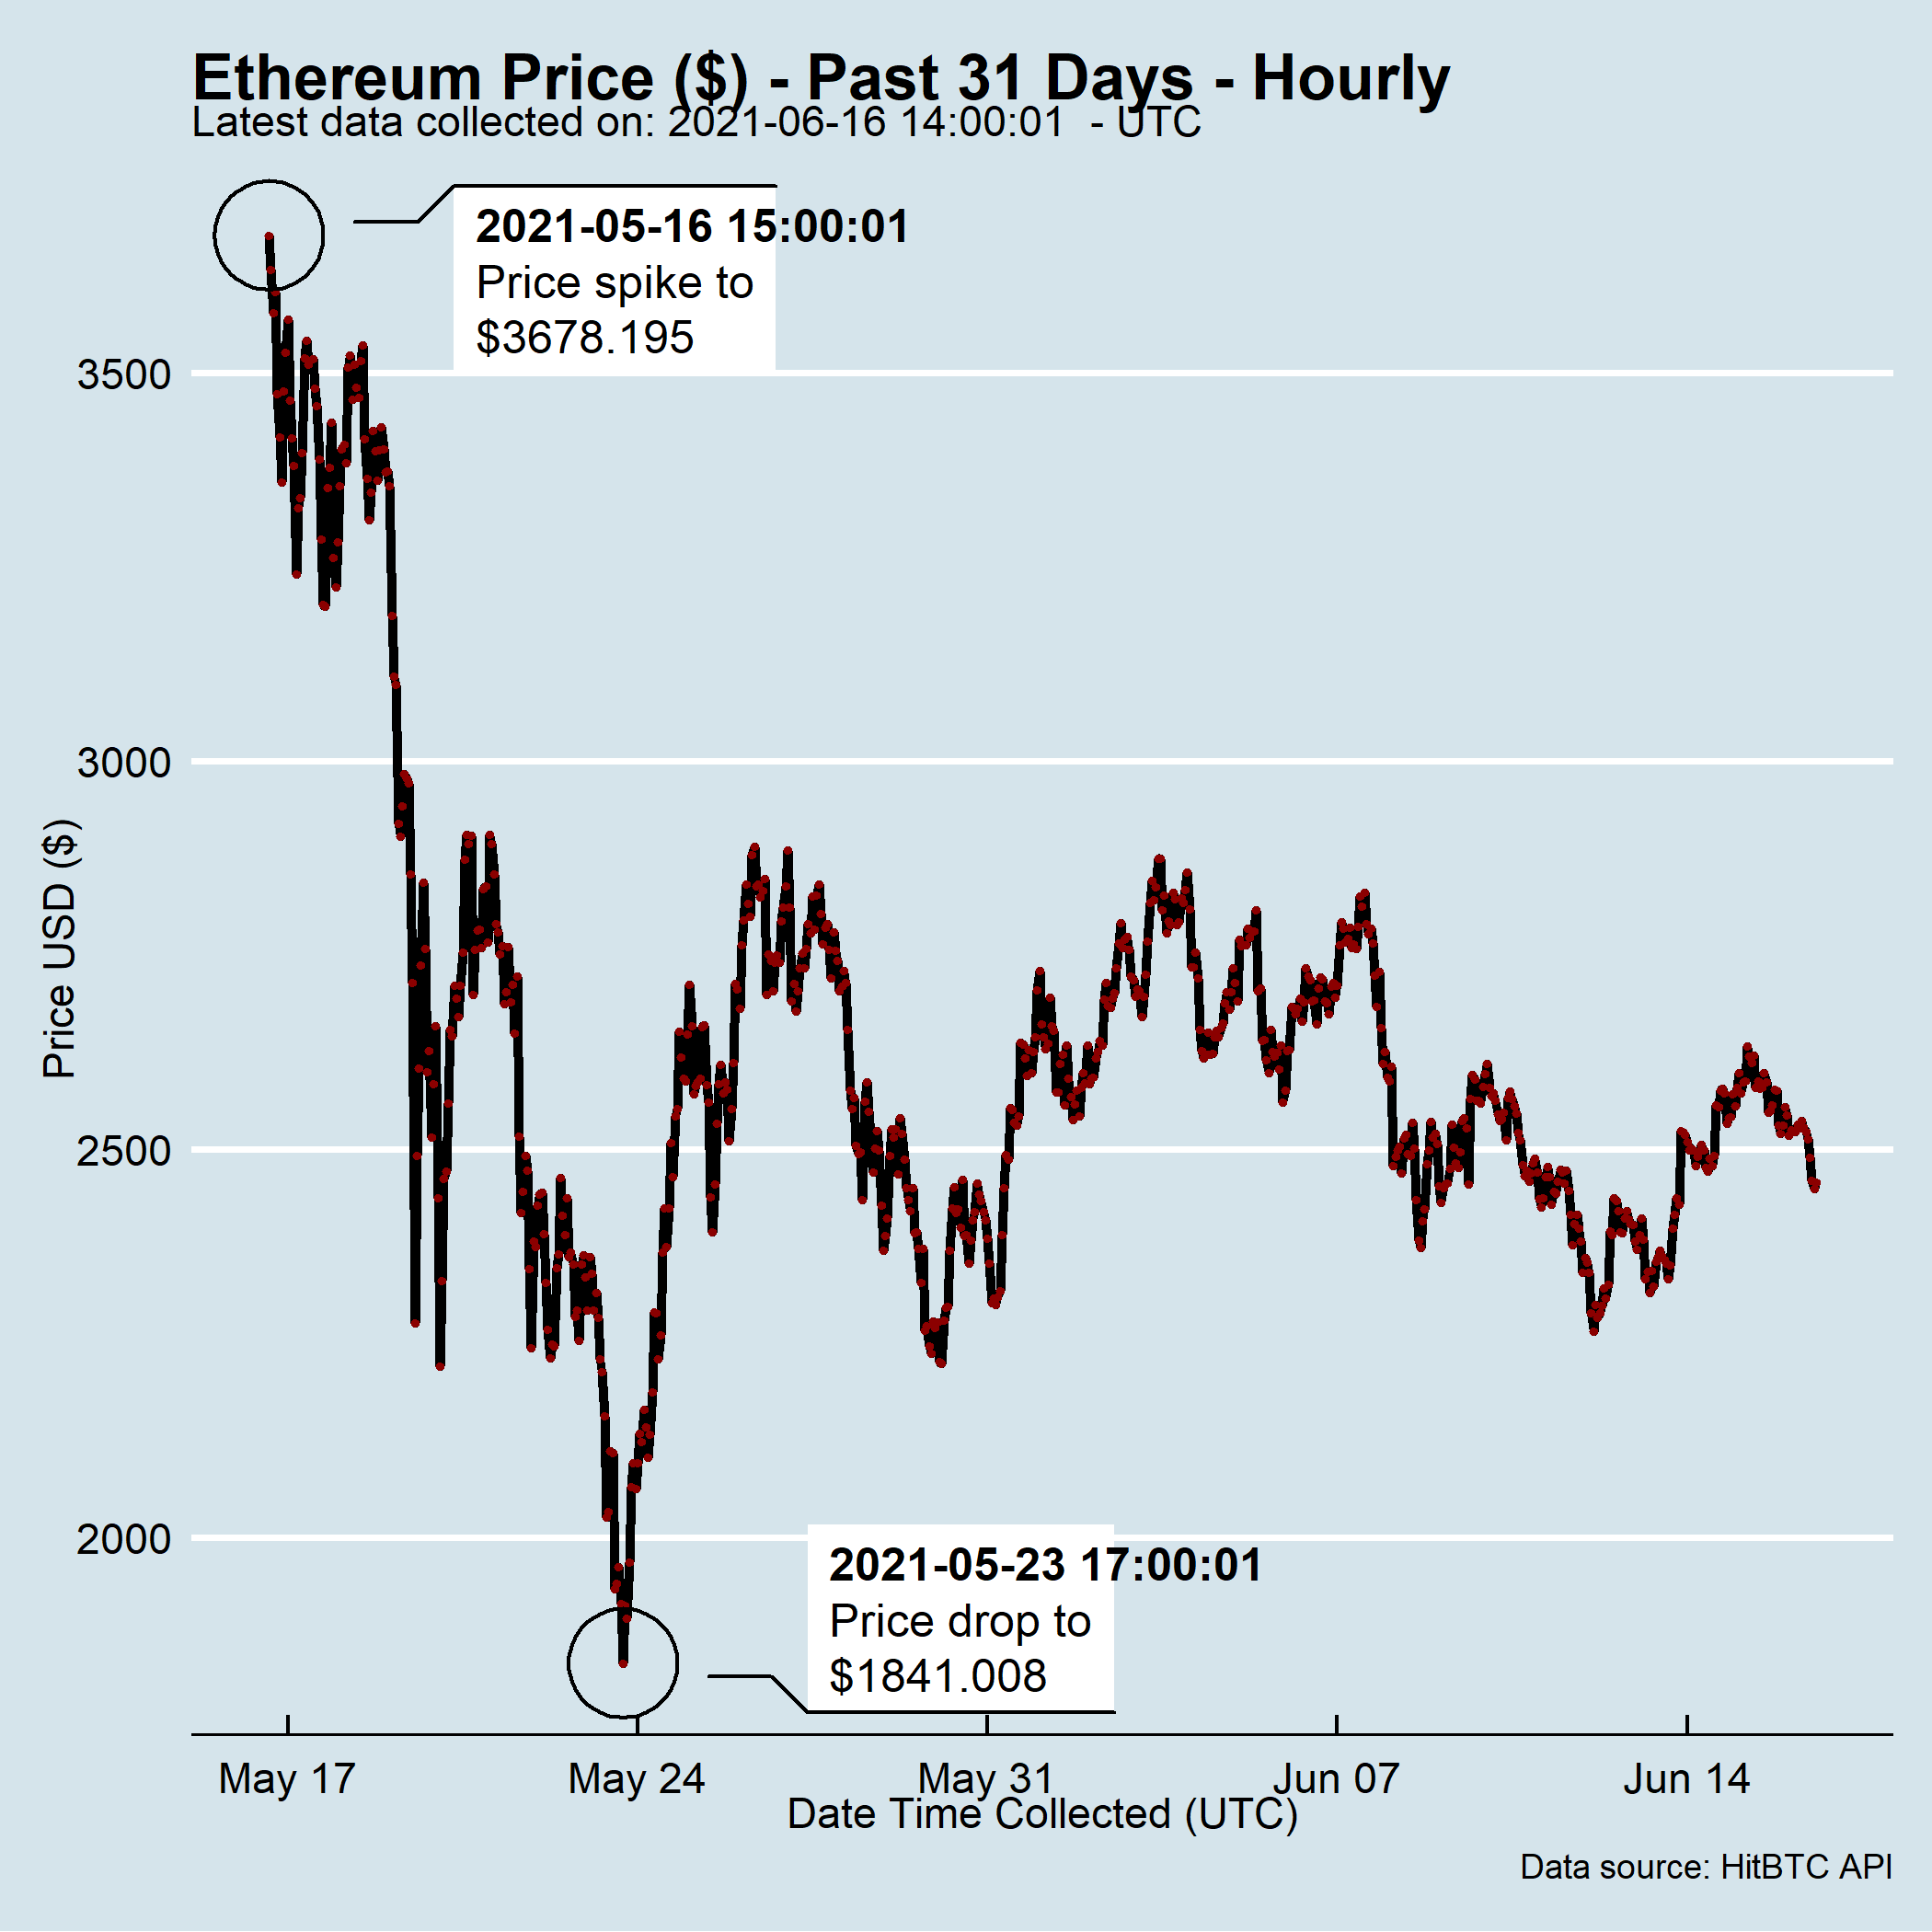 Ethereum Price ($) - Past 31 Days - Hourly
Latest data collected on: 2021-06-16 14:00:01  - UTC
2021-05-16 15:00:01
Price spike to
$3678.195
3500
3000
2500
2000
Price USD ($)
2021-05-23 17:00:01
Price drop to
$1841.008
May 17
May 24
May 31
Jun 07
Jun 14
Date Time Collected (UTC)
Data source: HitBTC API